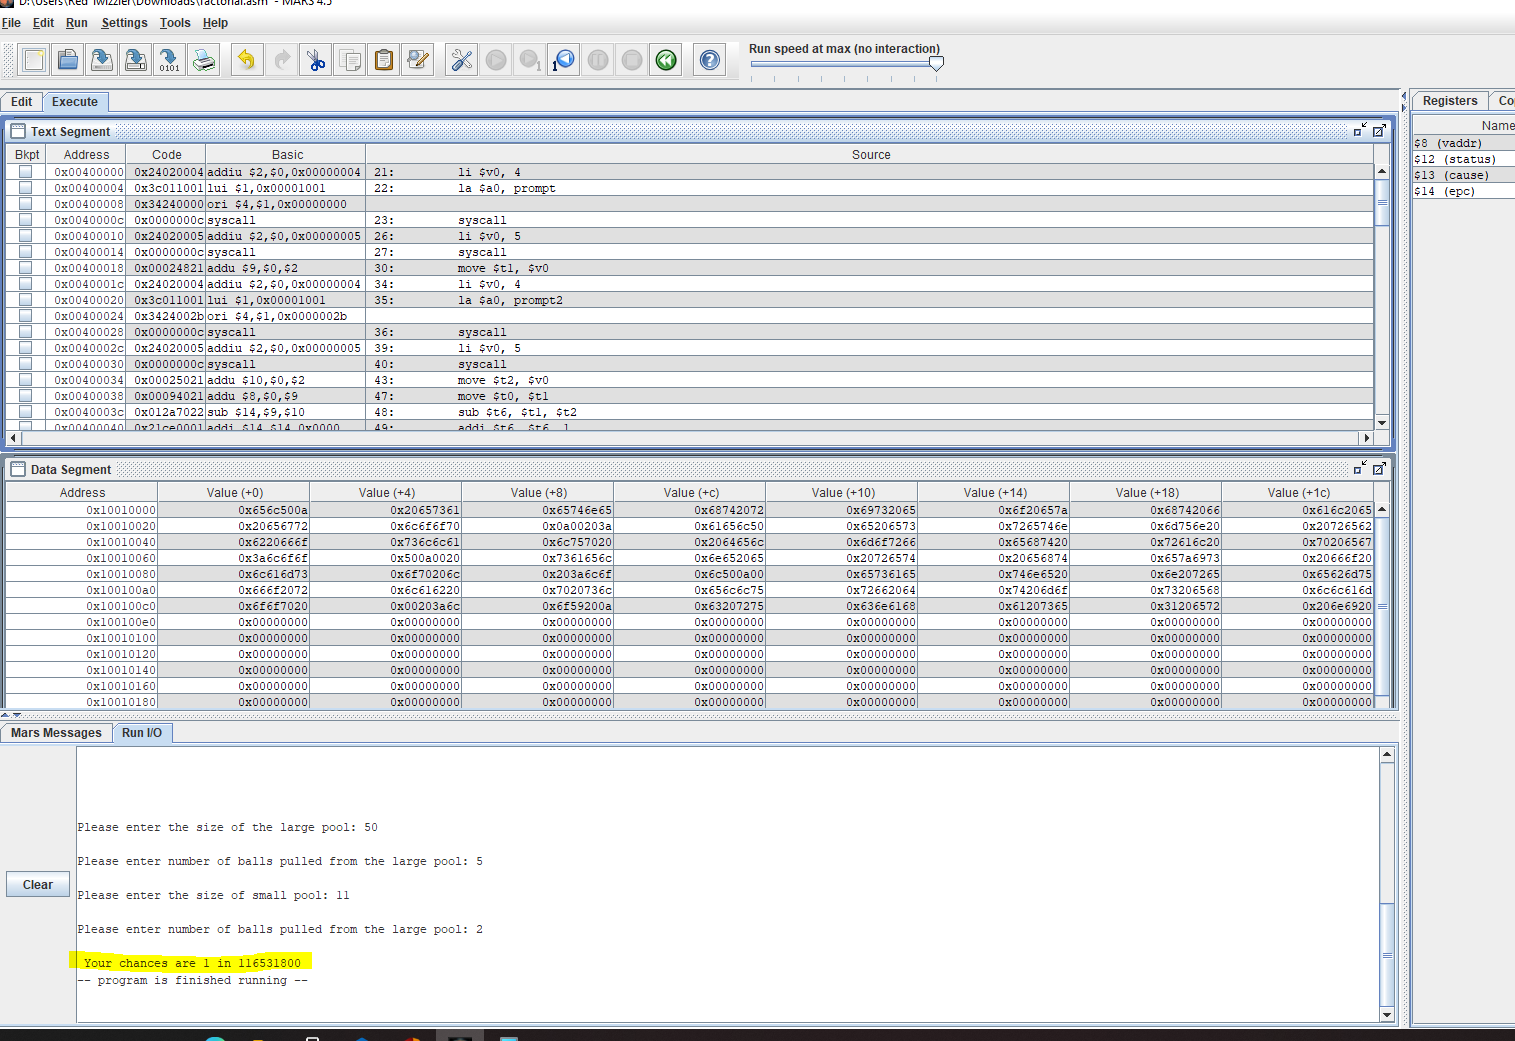 D:\Users\Red Twizzler\Downloads\factorial.asm - MARS 4.5
File Edit Run Settings Tools Help
Run speed at max (no interaction)
Edit Execute
Registers Co
Text Segment
Name
Bkpt Address Code Basic Source
$8 (vaddr)
$12 (status)
$13 (cause)
$14 (epc)
0x00400000 0x24020004 addiu $2,$0,0x00000004 21: li $v0, 4
0x00400004 0x3c011001 lui $1,0x00001001 22: la $a0, prompt
0x00400008 0x34240000 ori $4,$1,0x00000000
0x0040000c 0x0000000c syscall 23: syscall
0x00400010 0x24020005 addiu $2,$0,0x00000005 26: li $v0, 5
0x00400014 0x0000000c syscall 27: syscall
0x00400018 0x00024821 addu $9,$0,$2 30: move $t1, $v0
0x0040001c 0x24020004 addiu $2,$0,0x00000004 34: li $v0, 4
0x00400020 0x3c011001 lui $1,0x00001001 35: la $a0, prompt2
0x00400024 0x3424002b ori $4,$1,0x0000002b
0x00400028 0x0000000c syscall 36: syscall
0x0040002c 0x24020005 addiu $2,$0,0x00000005 39: li $v0, 5
0x00400030 0x0000000c syscall 40: syscall
0x00400034 0x00025021 addu $10,$0,$2 43: move $t2, $v0
0x00400038 0x00094021 addu $8,$0,$9 47: move $t0, $t1
0x0040003c 0x012a7022 sub $14,$9,$10 48: sub $t6, $t1, $t2
0x00400040 0x21ce0001 addi $14,$14,0x0000 49: addi $t6, $t6, 1
Data Segment
Address Value (+0) Value (+4) Value (+8) Value (+c) Value (+10) Value (+14) Value (+18) Value (+1c)
0x10010000 0x656c500a 0x20657361 0x65746e65 0x68742072 0x69732065 0x6f20657a 0x68742066 0x616c2065
0x10010020 0x20656772 0x6c6f6f70 0x0a00203a 0x61656c50 0x65206573 0x7265746e 0x6d756e20 0x20726562
0x10010040 0x6220666f 0x736c6c61 0x6c757020 0x2064656c 0x6d6f7266 0x65687420 0x72616c20 0x70206567
0x10010060 0x3a6c6f6f 0x500a0020 0x7361656c 0x6e652065 0x20726574 0x20656874 0x657a6973 0x20666f20
0x10010080 0x6c616d73 0x6f70206c 0x203a6c6f 0x6c500a00 0x65736165 0x746e6520 0x6e207265 0x65626d75
0x100100a0 0x666f2072 0x6c616220 0x7020736c 0x656c6c75 0x72662064 0x74206d6f 0x73206568 0x6c6c616d
0x100100c0 0x6f6f7020 0x00203a6c 0x6f59200a 0x63207275 0x636e6168 0x61207365 0x31206572 0x206e6920
0x100100e0 0x00000000 0x00000000 0x00000000 0x00000000 0x00000000 0x00000000 0x00000000 0x00000000
0x10010100 0x00000000 0x00000000 0x00000000 0x00000000 0x00000000 0x00000000 0x00000000 0x00000000
0x10010120 0x00000000 0x00000000 0x00000000 0x00000000 0x00000000 0x00000000 0x00000000 0x00000000
0x10010140 0x00000000 0x00000000 0x00000000 0x00000000 0x00000000 0x00000000 0x00000000 0x00000000
0x10010160 0x00000000 0x00000000 0x00000000 0x00000000 0x00000000 0x00000000 0x00000000 0x00000000
0x10010180 0x00000000 0x00000000 0x00000000 0x00000000 0x00000000 0x00000000 0x00000000 0x00000000
Mars Messages Run I/O
Please enter the size of the large pool: 50
Please enter number of balls pulled from the large pool: 5
Clear
Please enter the size of small pool: 11
Please enter number of balls pulled from the large pool: 2
Your chances are 1 in 116531800
-- program is finished running --